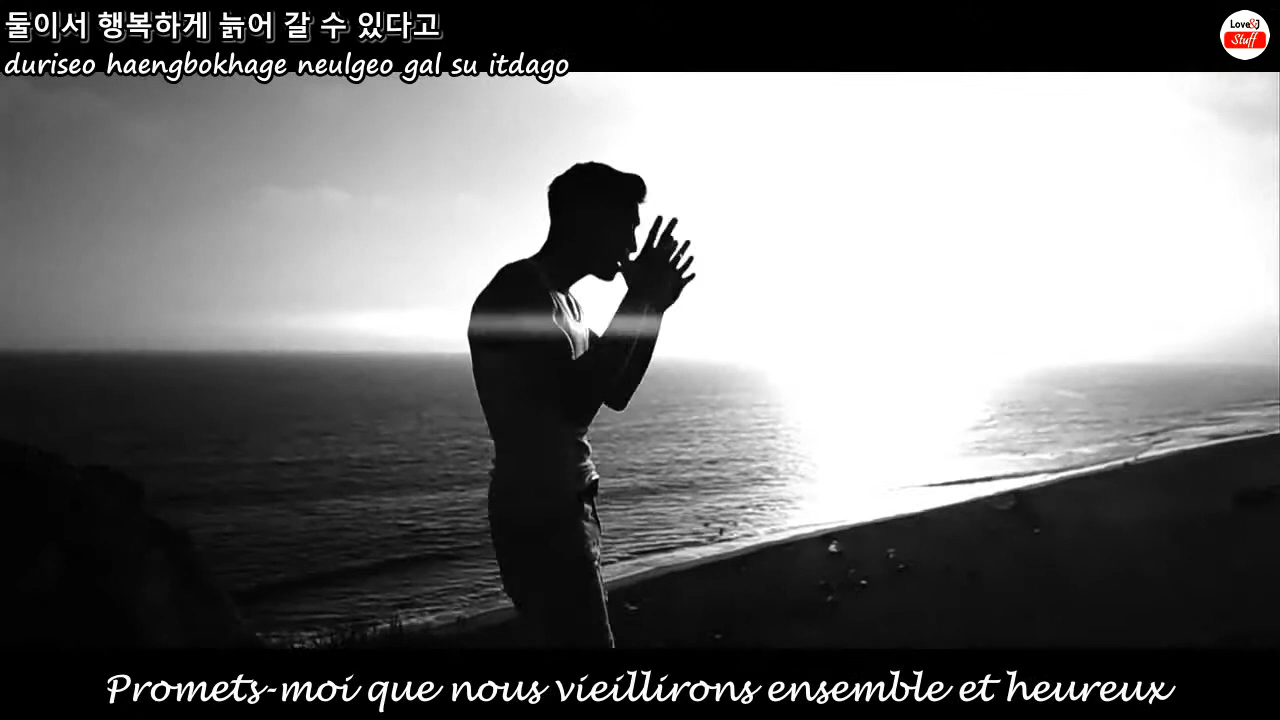 둘이서 행복하게 늙어 갈 수 있다고
duriseo haengbokhage neulgeo gal su itdago
Love&J
Stuff
Promets-moi que nous vieillirons ensemble et heureux